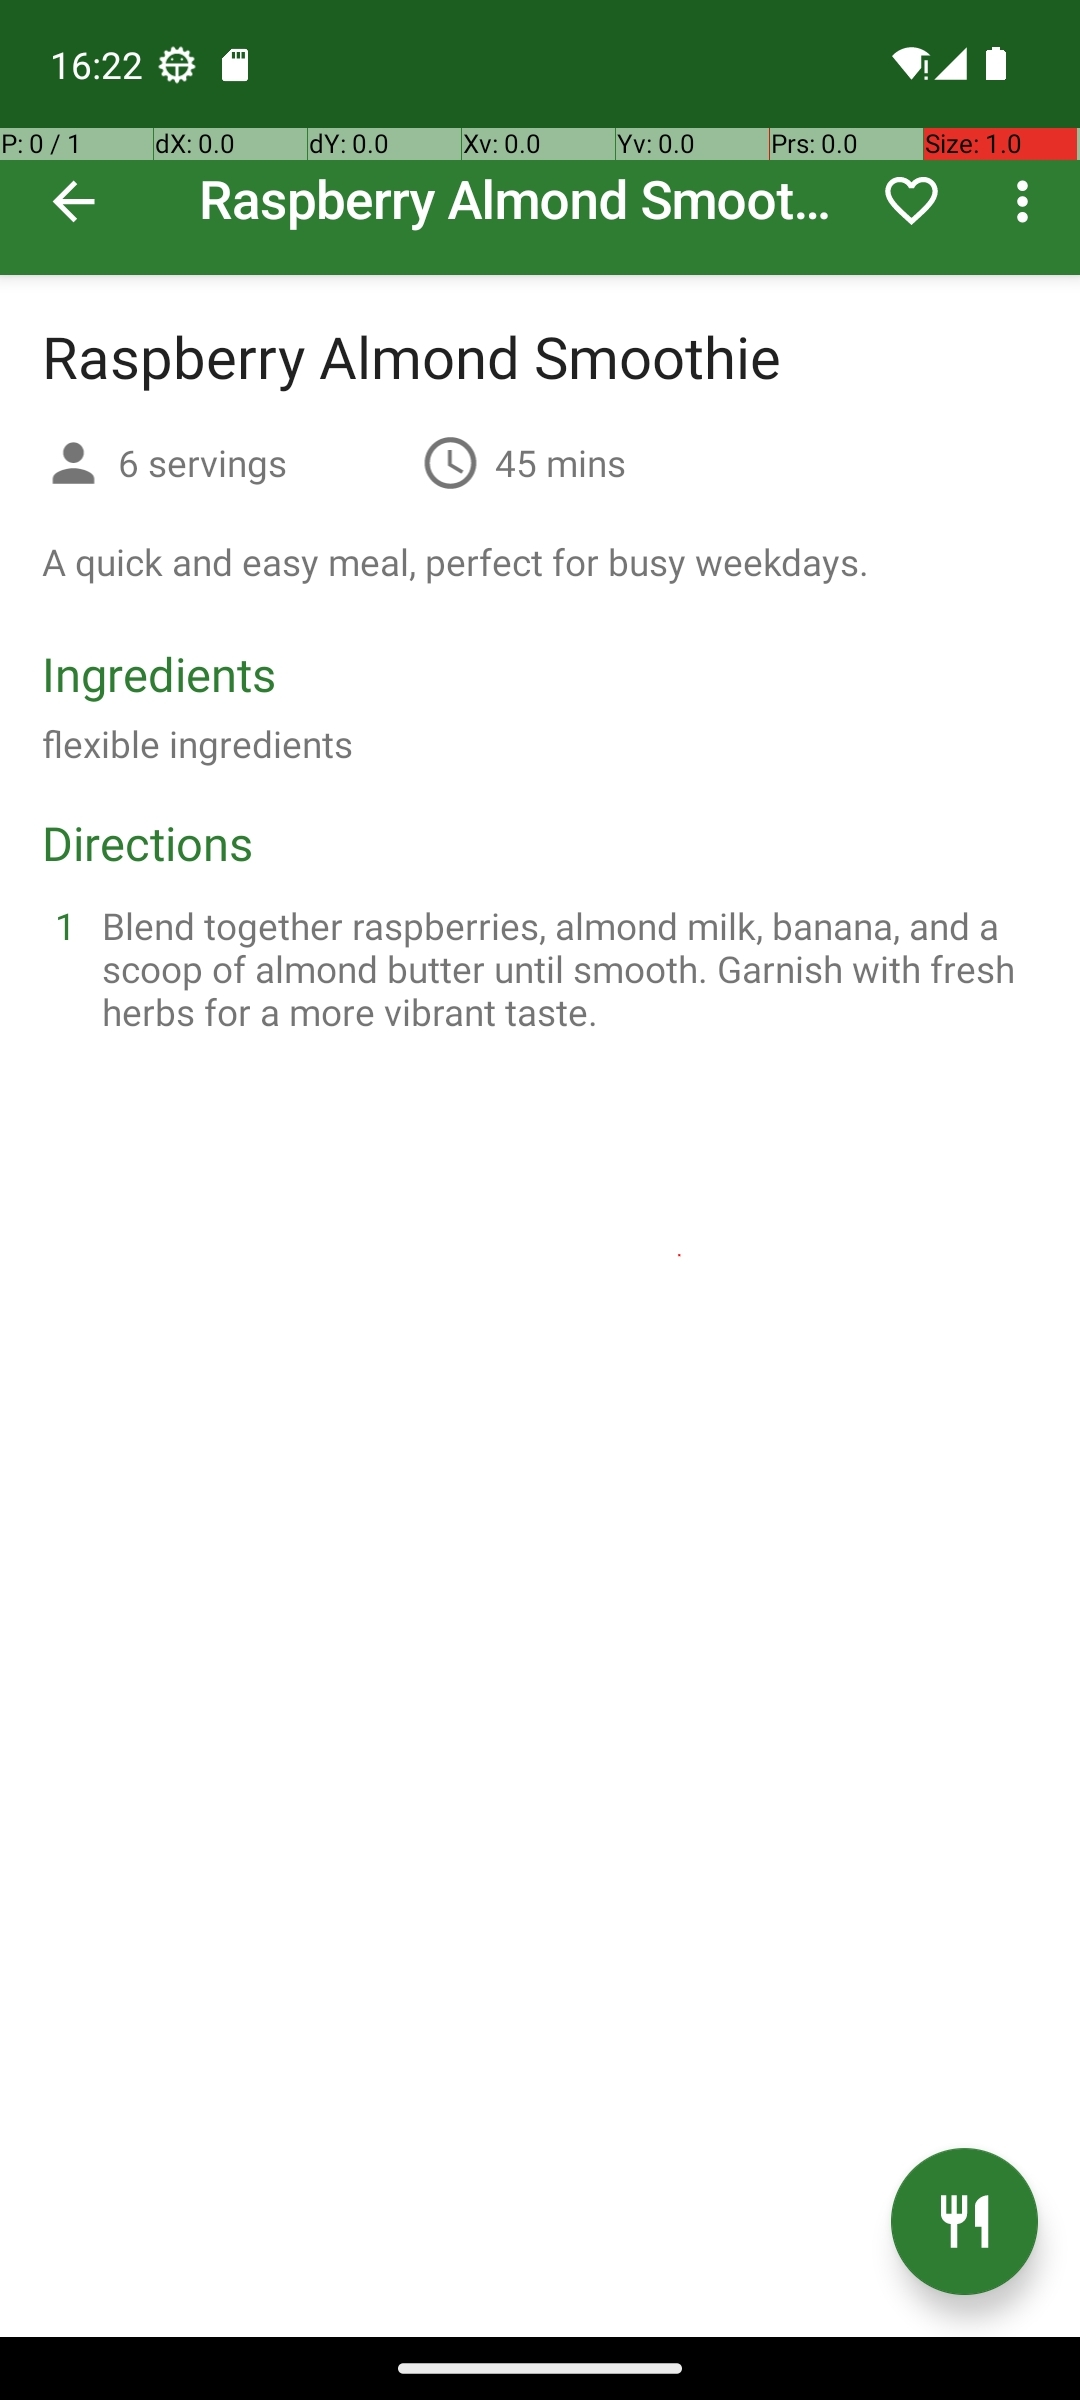 16:22
P: 0 / 1 dX: 0.0 dY: 0.0 Xv: 0.0 Yv: 0.0 Prs: 0.0 Size: 1.0
Raspberry Almond Smoot...
Raspberry Almond Smoothie
6 servings 45 mins
A quick and easy meal, perfect for busy weekdays.
Ingredients
flexible ingredients
Directions
1 Blend together raspberries, almond milk, banana, and a
scoop of almond butter until smooth. Garnish with fresh
herbs for a more vibrant taste.